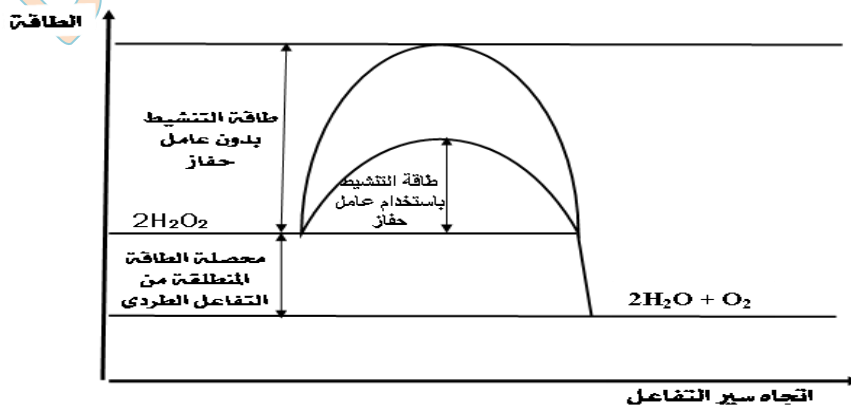 الطاقة
طاقة التنشيط
بدون عامل
حفاز
طاقة التنشيط
باستخدام عامل
حفاز
2H₂O₂
محصلة الطاقة
المنطلقة من
التفاعل الطردى
2H₂O + O₂
اتجاه سير التفاعل